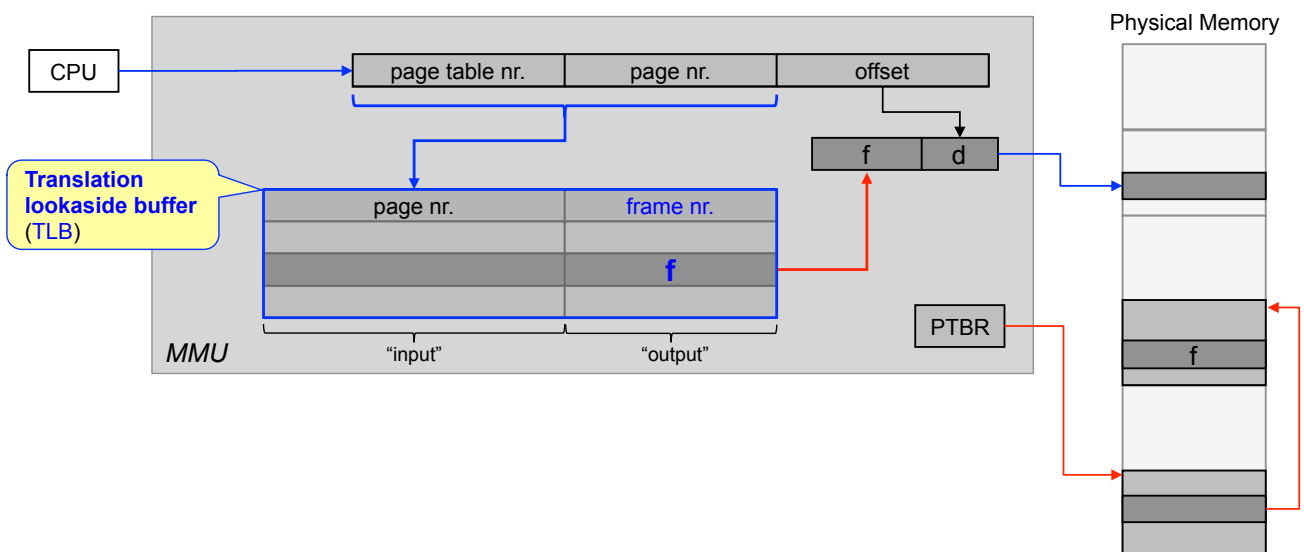 Physical Memory
CPU
page table nr.
page nr.
offset
f
d
Translation
lookaside buffer
(TLB)
page nr.
frame nr.
f
PTBR
MMU
“input”
“output”
f